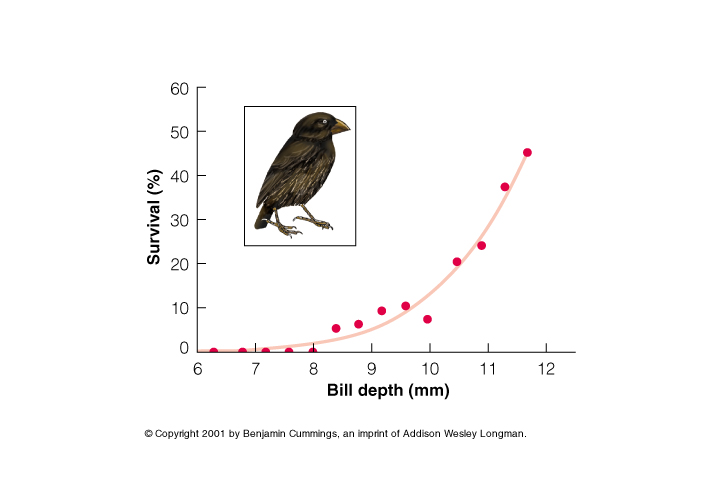 60
50
40
30
20
10
0
Survival (%)
6 7 8 9 10 11 12
Bill depth (mm)
© Copyright 2001 by Benjamin Cummings, an imprint of Addison Wesley Longman.